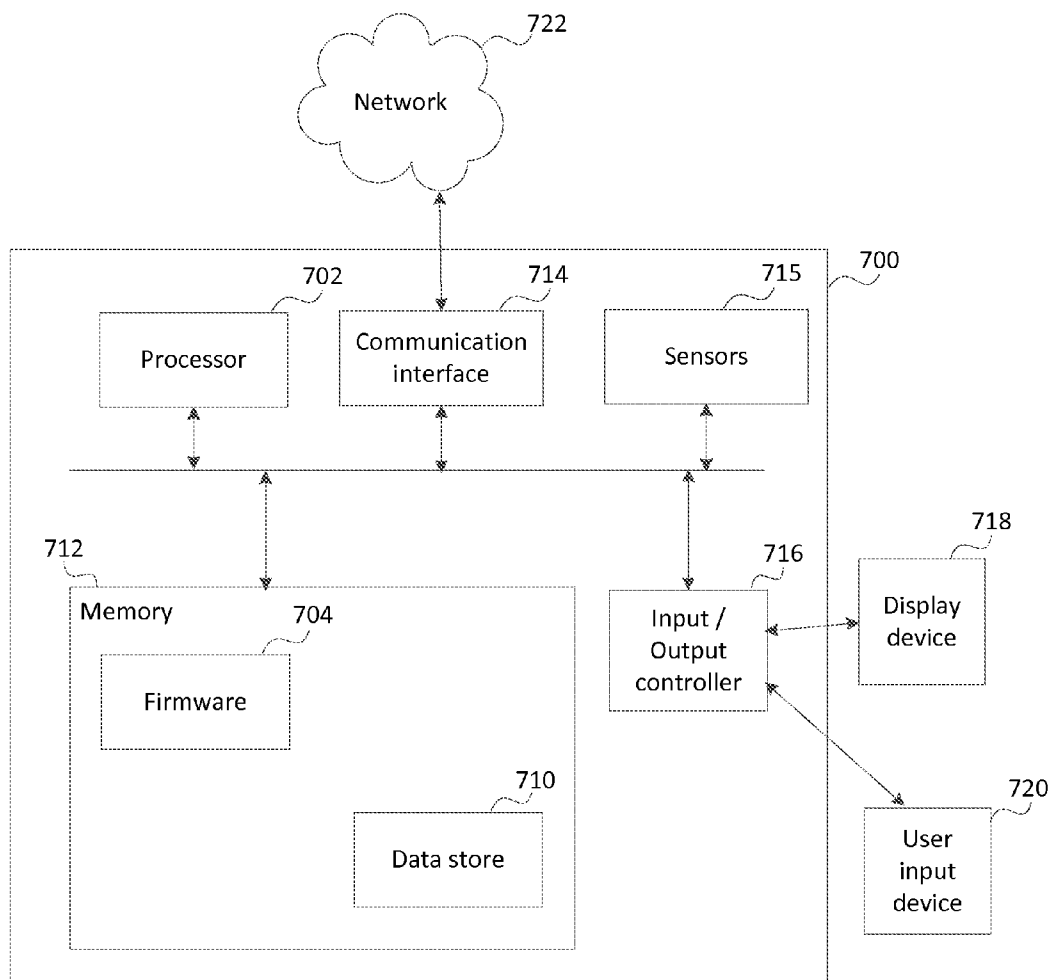 722
Network
700
702
714
715
Processor
Communication
interface
Sensors
712
716
718
Memory
704
Input /
Output
controller
Display
device
Firmware
710
720
Data store
User
input
device